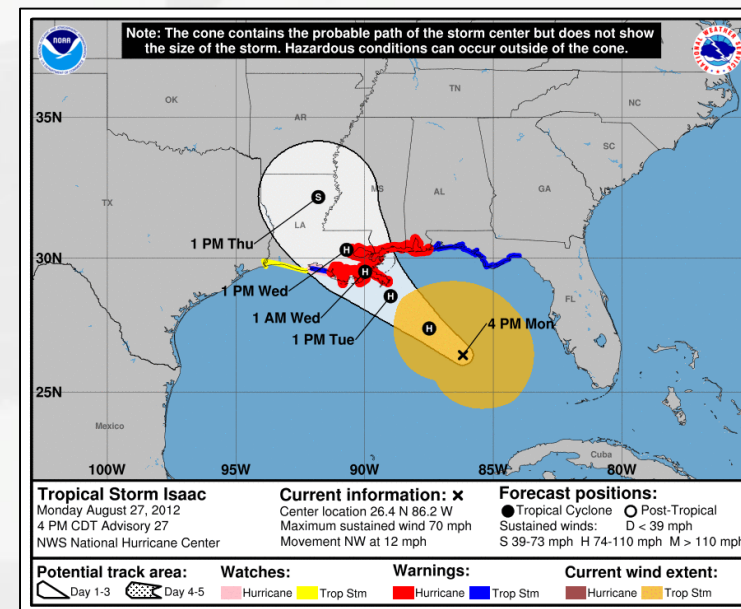 Note: The cone contains the probable path of the storm center but does not show
the size of the storm. Hazardous conditions can occur outside of the cone.
NOAA
NATIONAL WEATHER
OK
TN
NC
35N
AR
SC
MS
AL
GA
TX
S
LA
1 PM Thu
H
30N
H
1 PM Wed
H
FL
1 AM Wed
1 PM Tue
H
4 PM Mon
25N
Mexico
Cuba
100W 95W 90W 85W 80W
Tropical Storm Isaac
Monday August 27, 2012
4 PM CDT Advisory 27
NWS National Hurricane Center
Current information: x
Center location 26.4 N 86.2 W
Maximum sustained wind 70 mph
Movement NW at 12 mph
Forecast positions:
Tropical Cyclone Post-Tropical
Sustained winds: D < 39 mph
S 39-73 mph H 74-110 mph M > 110 mph
Potential track area:
Day 1-3 Day 4-5
Watches:
Hurricane Trop Stm
Warnings:
Hurricane Trop Stm
Current wind extent:
Hurricane Trop Stm